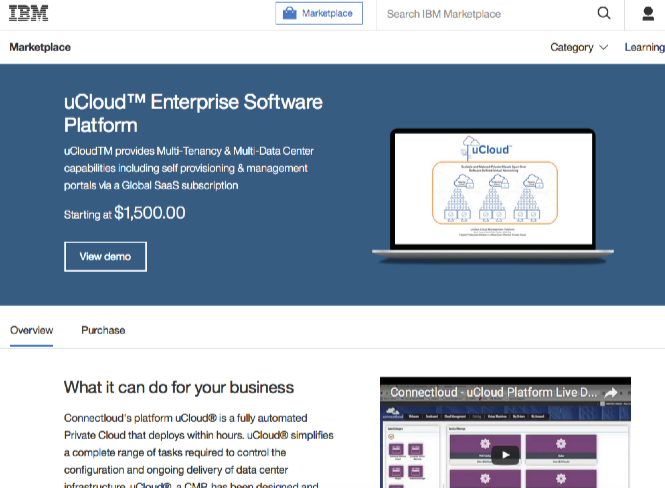 IBM
Marketplace
Search IBM Marketplace
Marketplace
Category
Learning
uCloud™ Enterprise Software
Platform
uCloudTM provides Multi-Tenancy & Multi-Data Center
capabilities including self provisioning & management
portals via a Global SaaS subscription
Starting at $1,500.00
View demo
uCloud™
Overview
Purchase
What it can do for your business
Connectloud's platform uCloud® is a fully automated
Private Cloud that deploys within hours. uCloud® simplifies
a complete range of tasks required to control the
configuration and ongoing delivery of data center
infrastructure. uCloud®, a CMP, has been designed and
Connectloud - uCloud Platform Live D...